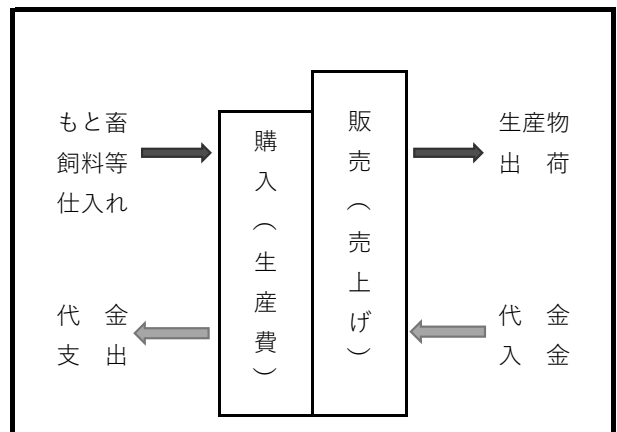 もと畜
飼料等
仕入れ
購入（生産費）
販売（売上げ）
生産物
出　荷
代　金
支　出
代　金
入　金